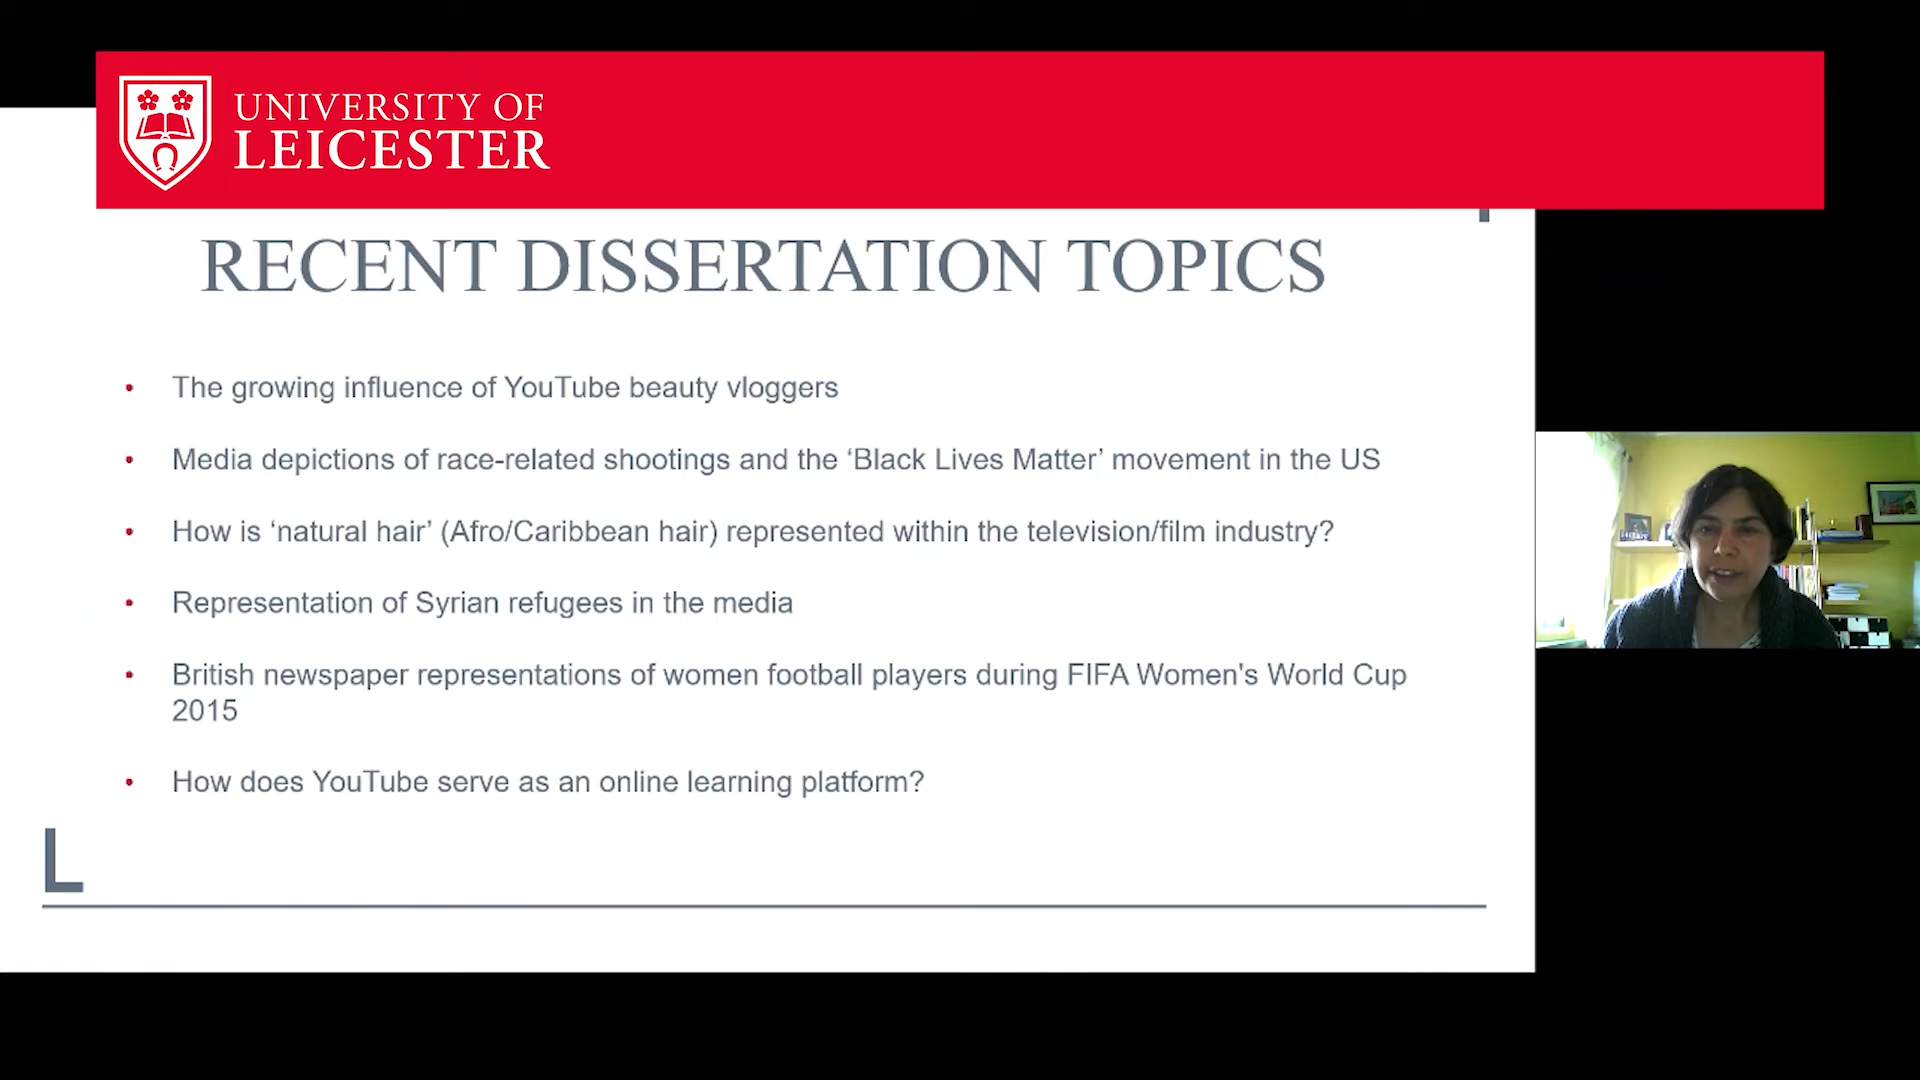 UNIVERSITY OF
LEICESTER
RECENT DISSERTATION TOPICS
• The growing influence of YouTube beauty vloggers
• Media depictions of race-related shootings and the ‘Black Lives Matter’ movement in the US
• How is ‘natural hair’ (Afro/Caribbean hair) represented within the television/film industry?
• Representation of Syrian refugees in the media
• British newspaper representations of women football players during FIFA Women's World Cup
2015
• How does YouTube serve as an online learning platform?